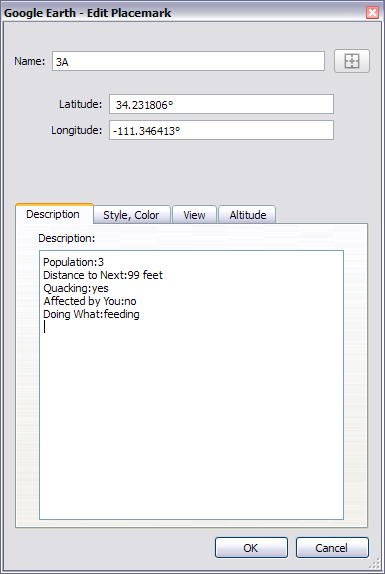 Google Earth - Edit Placemark
Name: 3A
Latitude: 34.231806°
Longitude: -111.346413°
Description Style, Color View Altitude
Description:
Population:3
Distance to Next:99 feet
Quacking:yes
Affected by You:no
Doing What:feeding
OK Cancel